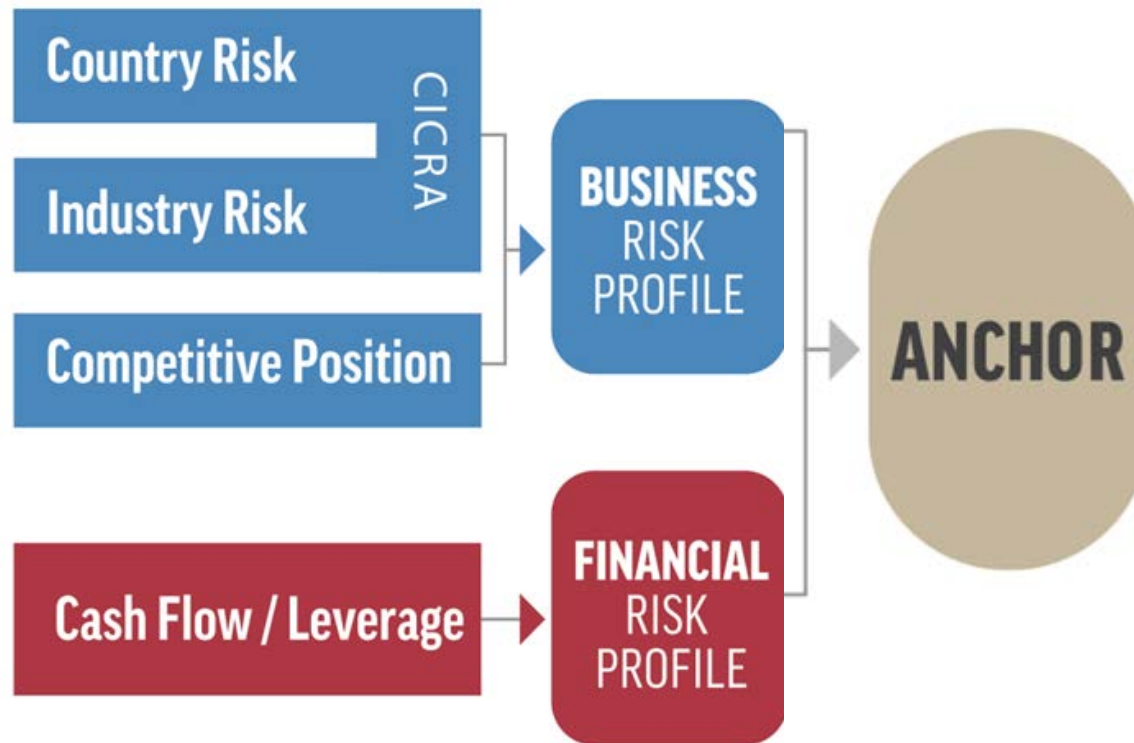 Country Risk
CICRA
Industry Risk
Competitive Position
BUSINESS
RISK
PROFILE
Cash Flow / Leverage
FINANCIAL
RISK
PROFILE
ANCHOR